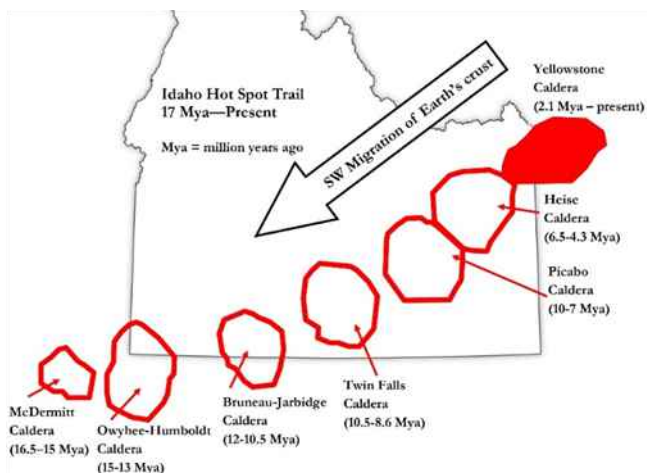 Idaho Hot Spot Trail
17 Mya—Present
Mya = million years ago
SW Migration of Earth's crust
Yellowstone
Caldera
(2.1 Mya – present)
Heise
Caldera
(6.5-4.3 Mya)
Picabo
Caldera
(10-7 Mya)
Twin Falls
Caldera
(10.5-8.6 Mya)
Bruneau-Jarbidge
Caldera
(12-10.5 Mya)
Owyhee-Humboldt
Caldera
(15-13 Mya)
McDermitt
Caldera
(16.5–15 Mya)